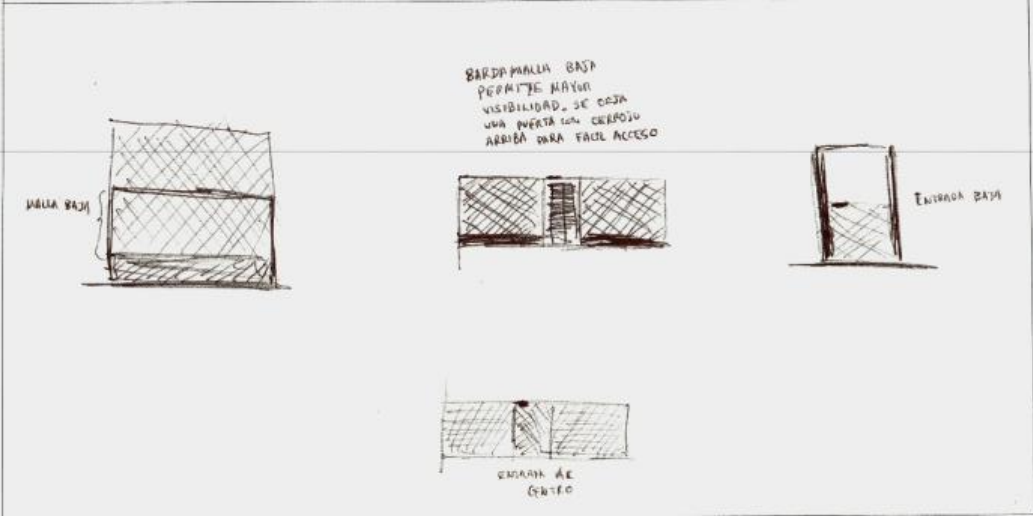 BARDA MALLA BAJA
PERMITE MAYOR
VISIBILIDAD. SE DEJA
UNA PUERTA CON CERROJO
ARRIBA PARA FACIL ACCESO
MALLA BAJA
ENTRADA BAJA
ENTRADA AL
CENTRO